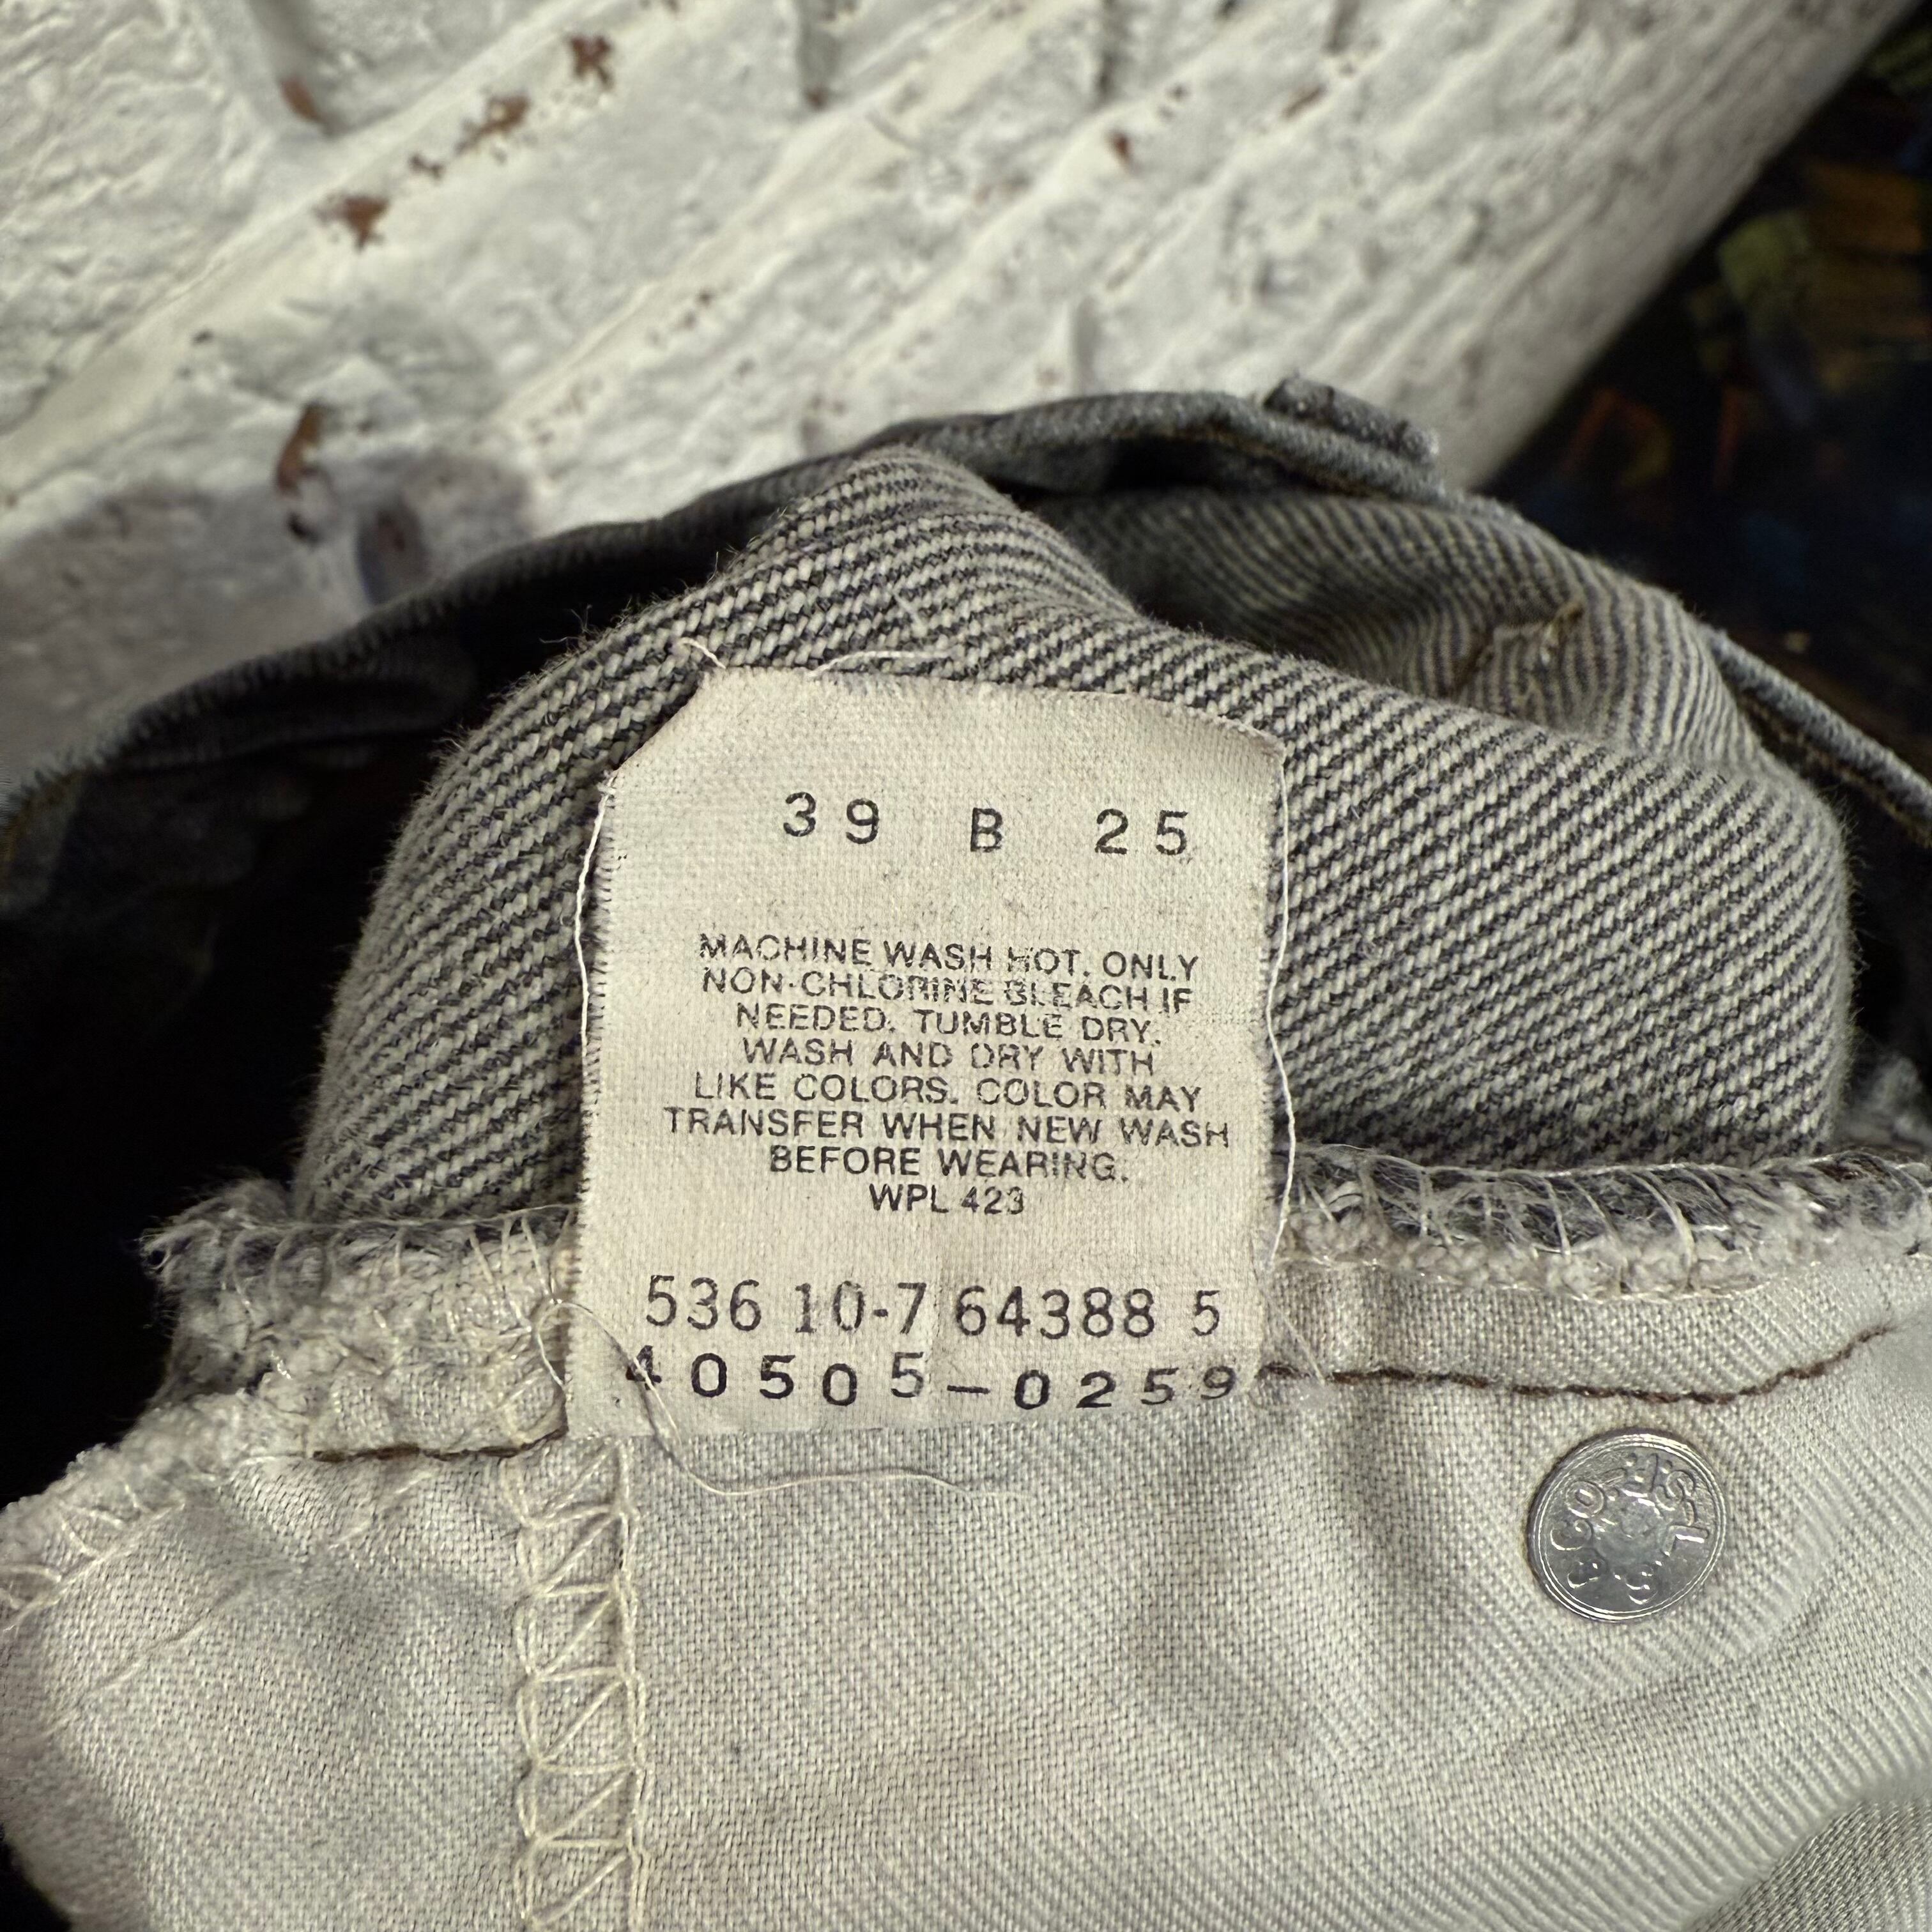 39 B 25
MACHINE WASH HOT. ONLY
NON-CHLORINE BLEACH IF
NEEDED. TUMBLE DRY.
WASH AND DRY WITH
LIKE COLORS. COLOR MAY
TRANSFER WHEN NEW WASH
BEFORE WEARING.
WPL 423
536 10-7 64388 5
40505-0259